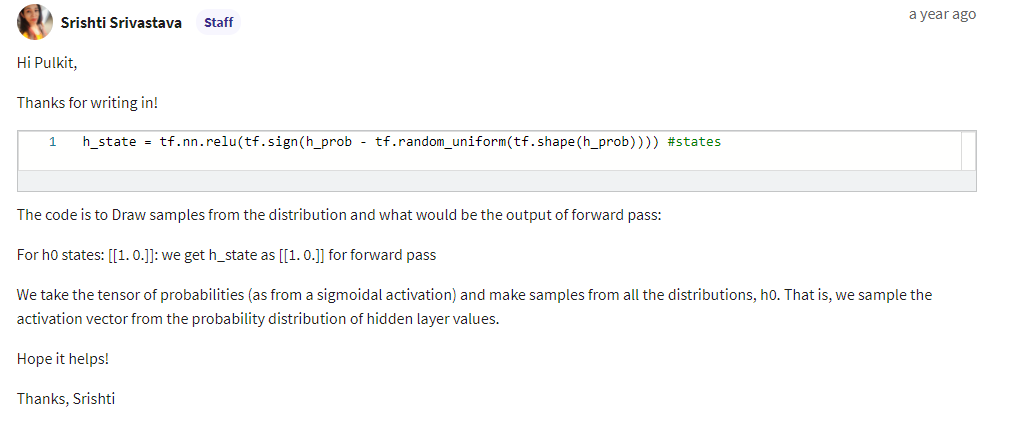 Srishti Srivastava Staff a year ago
Hi Pulkit,
Thanks for writing in!
1 h_state = tf.nn.relu(tf.sign(h_prob - tf.random_uniform(tf.shape(h_prob)))) #states
The code is to Draw samples from the distribution and what would be the output of forward pass:
For h0 states: [[1. 0.]]: we get h_state as [[1. 0.]] for forward pass
We take the tensor of probabilities (as from a sigmoidal activation) and make samples from all the distributions, h0. That is, we sample the
activation vector from the probability distribution of hidden layer values.
Hope it helps!
Thanks, Srishti